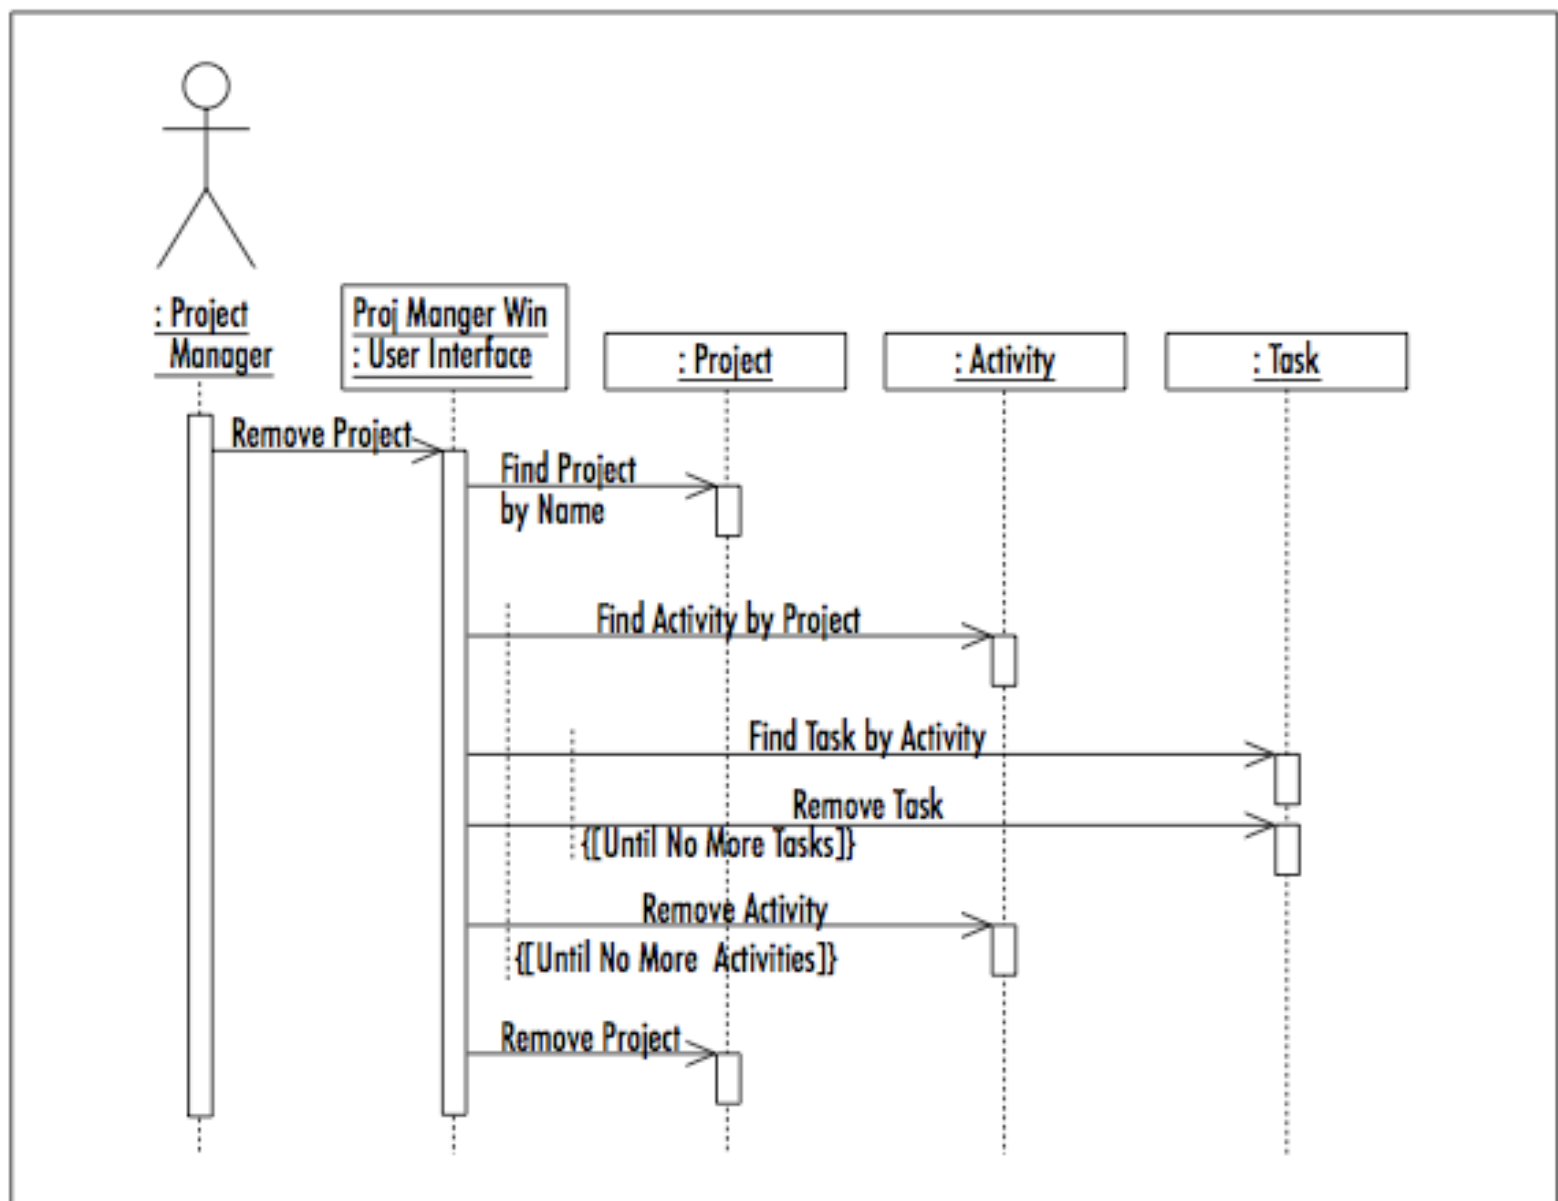 : Project
Manager
Proj Manger Win
: User Interface
: Project
: Activity
: Task
Remove Project
Find Project
by Name
Find Activity by Project
Find Task by Activity
Remove Task
{[Until No More Tasks]}
Remove Activity
{[Until No More Activities]}
Remove Project